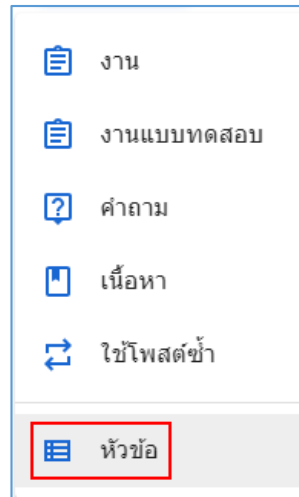 งาน
งานแบบทดสอบ
คำถาม
เนื้อหา
ใช้โพสต์ซ้ำ
หัวข้อ